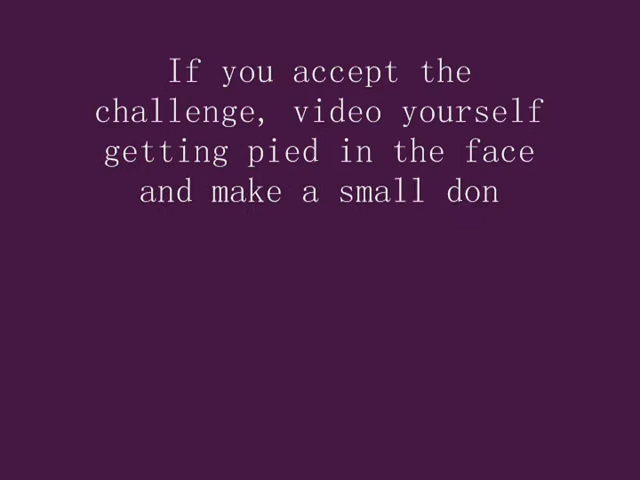 If you accept the
challenge, video yourself
getting pied in the face
and make a small don